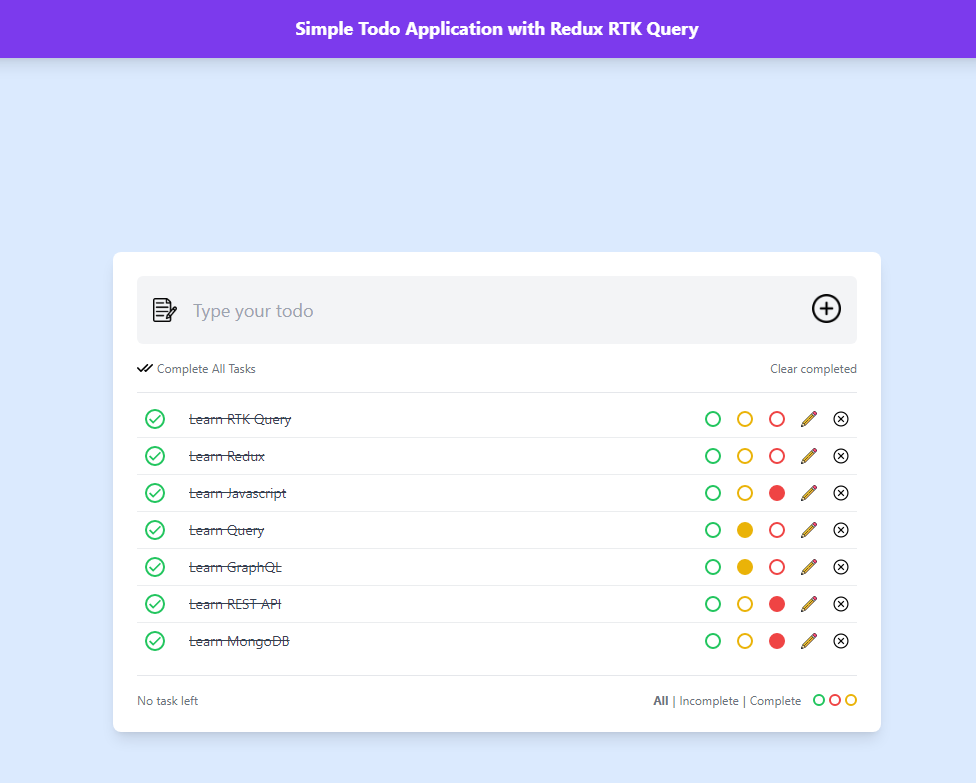 Simple Todo Application with Redux RTK Query
Type your todo
Complete All Tasks
Clear completed
Learn RTK Query
Learn Redux
Learn Javascript
Learn Query
Learn GraphQL
Learn REST API
Learn MongoDB
No task left
All | Incomplete | Complete